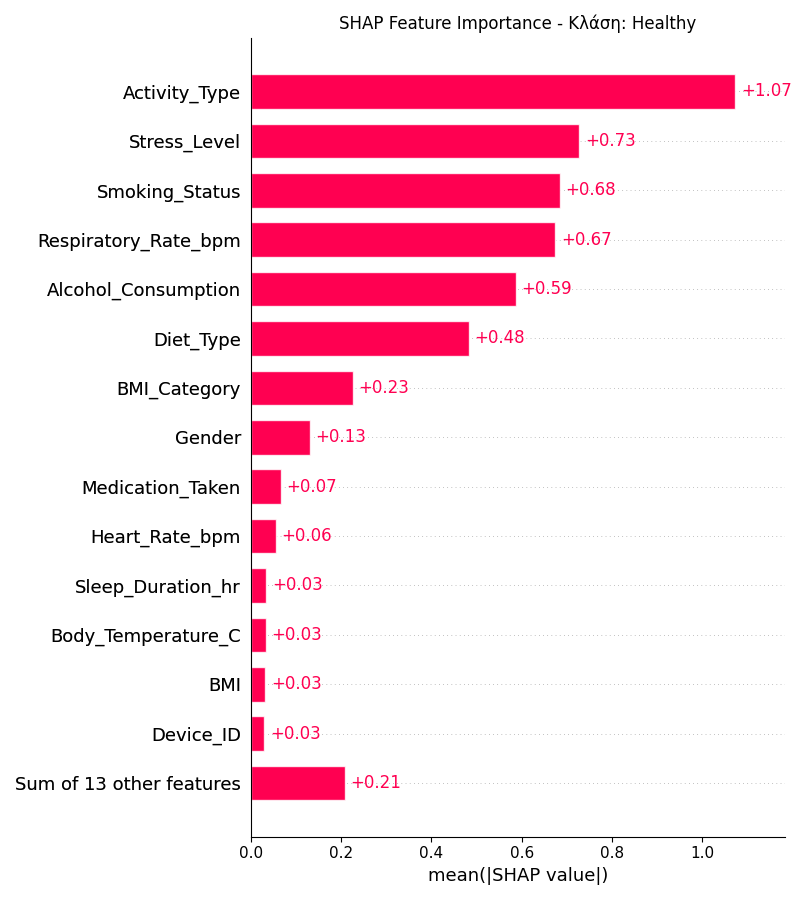 SHAP Feature Importance - Κλάση: Healthy
Activity_Type +1.07
Stress_Level +0.73
Smoking_Status +0.68
Respiratory_Rate_bpm +0.67
Alcohol_Consumption +0.59
Diet_Type +0.48
BMI_Category +0.23
Gender +0.13
Medication_Taken +0.07
Heart_Rate_bpm +0.06
Sleep_Duration_hr +0.03
Body_Temperature_C +0.03
BMI +0.03
Device_ID +0.03
Sum of 13 other features +0.21
0.0 0.2 0.4 0.6 0.8 1.0
mean(|SHAP value|)